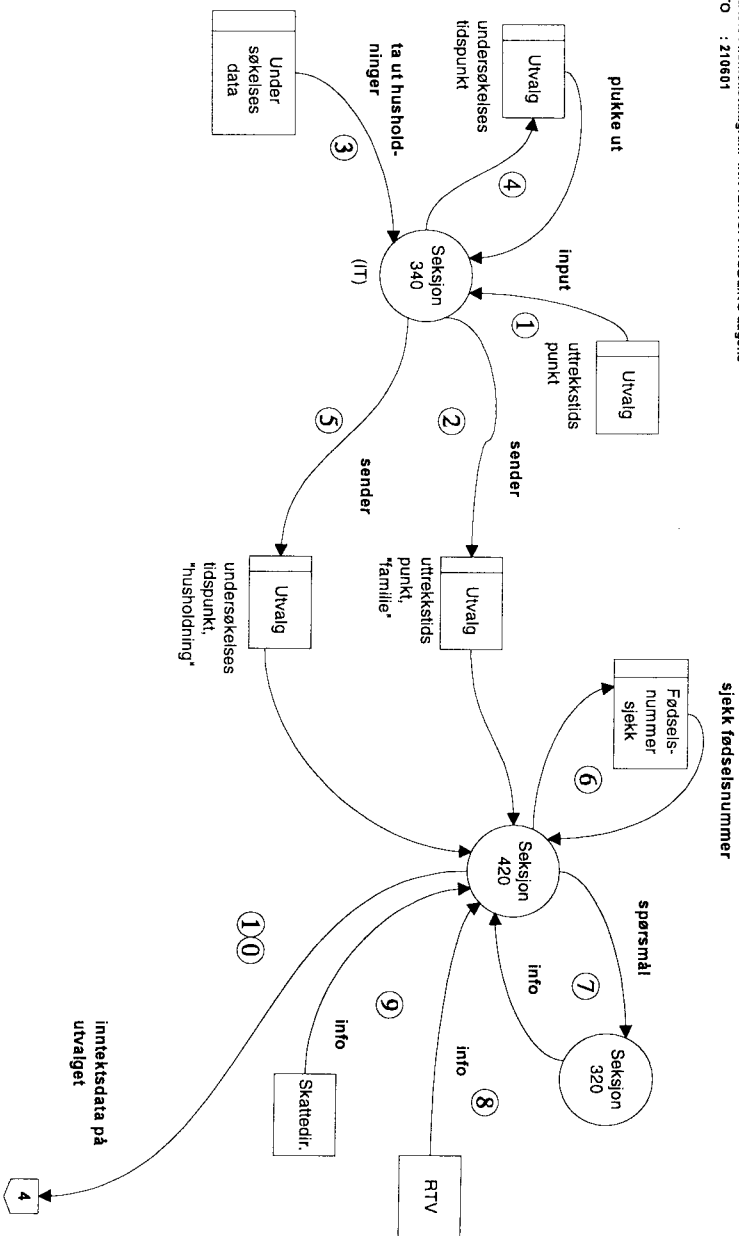 TO : 210601
plukke ut
Utvalg
undersøkelses
tidspunkt
ta ut hushold-
ninger
Under
søkelses
data
3
4
Seksjon
340
(IT)
input
1
Utvalg
uttrekkstids
punkt
2
sender
5
sender
Utvalg
uttrekkstids
punkt,
"familie"
Utvalg
undersøkelses
tidspunkt,
"husholdning"
sjekk fødselsnummer
Fødsels-
nummer
sjekk
6
Seksjon
420
spørsmål
7
info
Seksjon
320
8
info
RTV
9
info
Skattedir.
10
inntektsdata på
utvalget
4